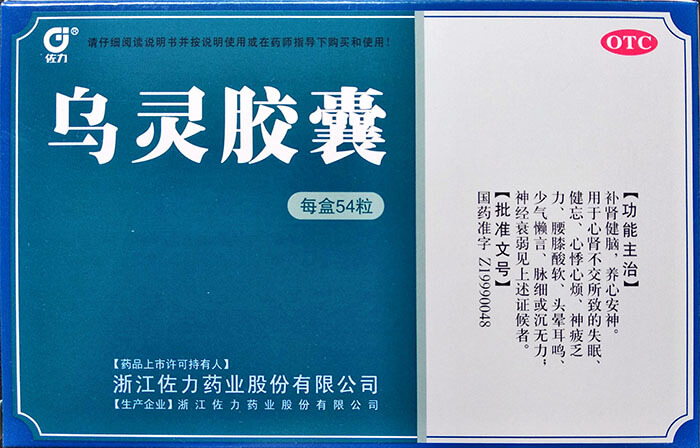 佐力®
请仔细阅读说明书并按说明使用或在药师指导下购买和使用！
OTC
乌灵胶囊
每盒54粒
【功能主治】
补肾健脑，养心安神。
用于心肾不交所致的失眠、
健忘、心悸心烦、神疲乏
力、腰膝酸软、头晕耳鸣、
少气懒言、脉细或沉无力；
神经衰弱见上述证候者。
【批准文号】
国药准字 Z19990048
【药品上市许可持有人】
浙江佐力药业股份有限公司
【生产企业】浙江佐力药业股份有限公司